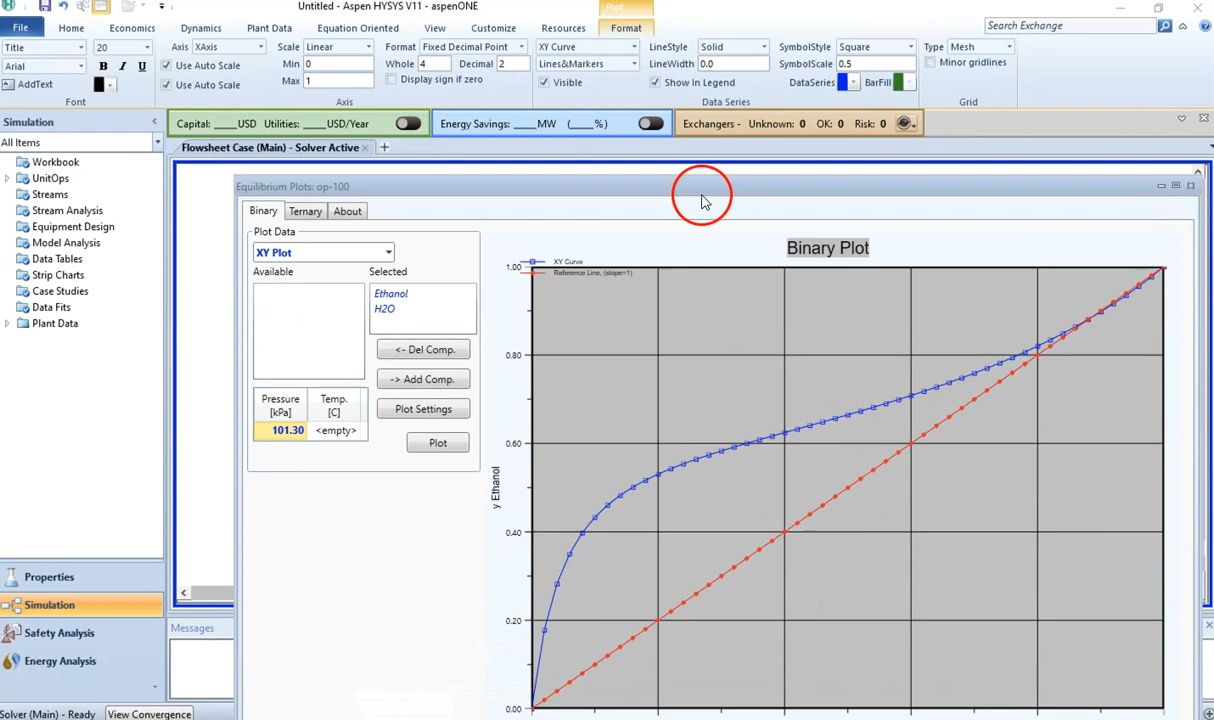 Untitled - Aspen HYSYS V11 - aspenONE
Plot
File Home Economics Dynamics Plant Data Equation Oriented View Customize Resources Format Search Exchange
Title 20 Axis XAxis Scale Linear Format Fixed Decimal Point XY Curve LineStyle Solid SymbolStyle Square Type Mesh
Arial B I U Use Auto Scale Min 0 Whole 4 Decimal 2 Lines&Markers LineWidth 0.0 SymbolScale 0.5 Minor gridlines
AddText Use Auto Scale Max 1 Display sign if zero Visible Show In Legend DataSeries BarFill
Font Axis Data Series Grid
Simulation Capital: ____USD Utilities: ____USD/Year Energy Savings: ____MW (____%) Exchangers - Unknown: 0 OK: 0 Risk: 0
All Items Flowsheet Case (Main) - Solver Active
Workbook
UnitOps
Streams
Stream Analysis
Equipment Design
Model Analysis
Data Tables
Strip Charts
Case Studies
Data Fits
Plant Data
Properties
Simulation
Safety Analysis
Energy Analysis
Messages
Solver (Main) - Ready View Convergence
Equilibrium Plots: op-100
Binary Ternary About
Plot Data
XY Plot
Available Selected
Ethanol
H2O
<- Del Comp.
-> Add Comp.
Plot Settings
Plot
Pressure Temp.
[kPa] [C]
101.30 <empty>
Binary Plot
XY Curve
Reference Line, (slope=1)
1.00
0.80
0.60
0.40
0.20
0.00
y Ethanol